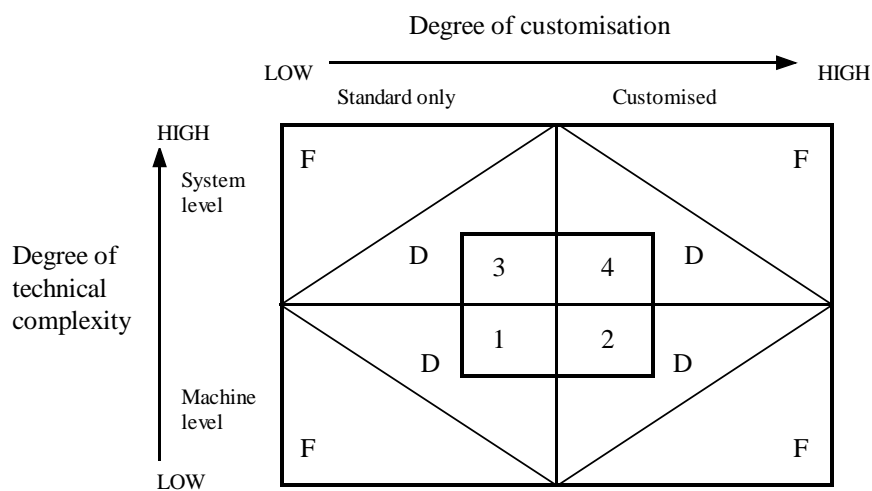 Degree of customisation
LOW
HIGH
Standard only
Customised
HIGH
System
level
F
F
Degree of
technical
complexity
D
3
4
D
D
1
2
D
Machine
level
F
F
LOW